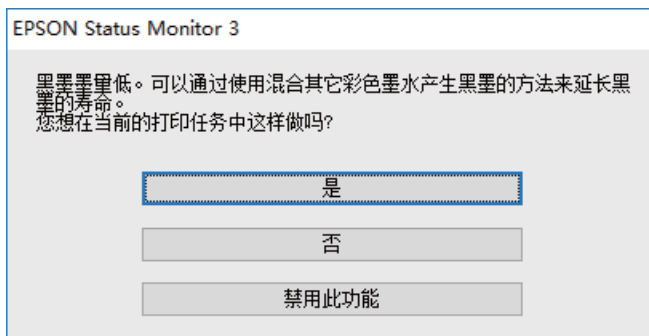 EPSON Status Monitor 3
黑墨墨量低。可以通过使用混合其它彩色墨水产生黑墨的方法来延长黑
墨的寿命。
您想在当前的打印任务中这样做吗?
是
否
禁用此功能